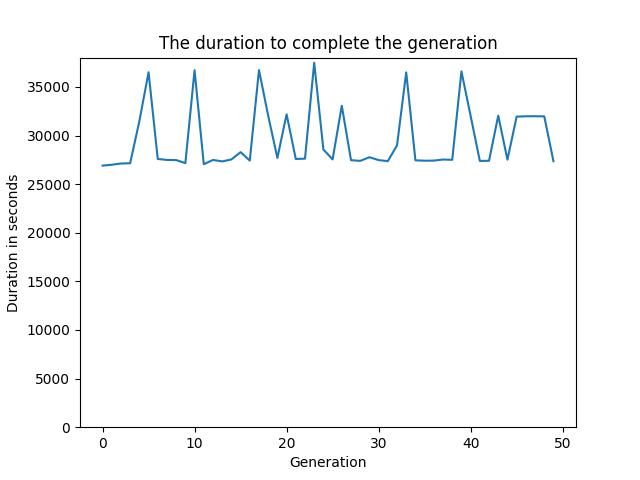 The duration to complete the generation
35000
30000
25000
20000
15000
10000
5000
0
Duration in seconds
0 10 20 30 40 50
Generation